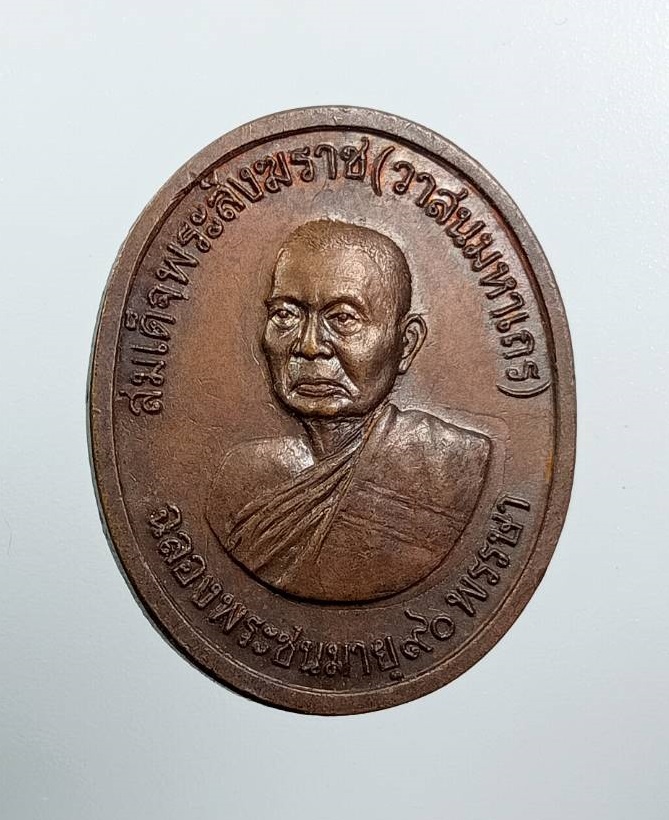 สมเด็จพระสังฆราช(วาสนมหาเถร)
ฉลองพระชนมายุ๙๐ พรรษา